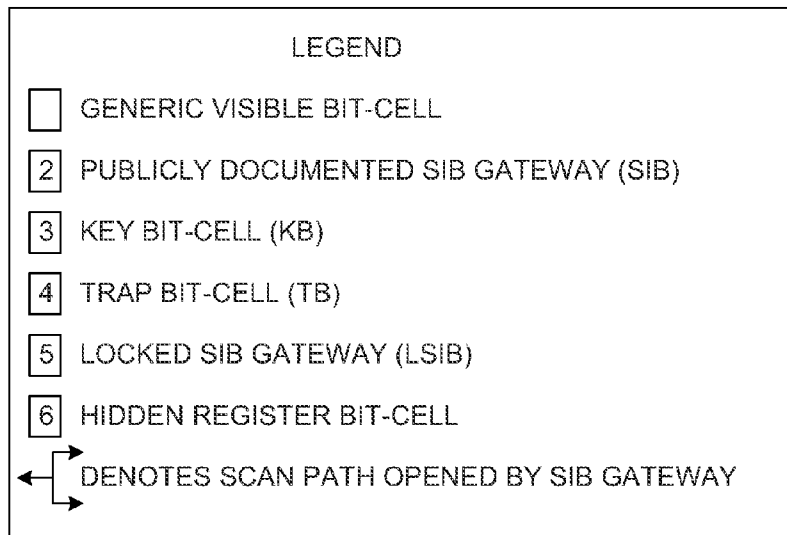 LEGEND
GENERIC VISIBLE BIT-CELL
2 PUBLICLY DOCUMENTED SIB GATEWAY (SIB)
3 KEY BIT-CELL (KB)
4 TRAP BIT-CELL (TB)
5 LOCKED SIB GATEWAY (LSIB)
6 HIDDEN REGISTER BIT-CELL
DENOTES SCAN PATH OPENED BY SIB GATEWAY